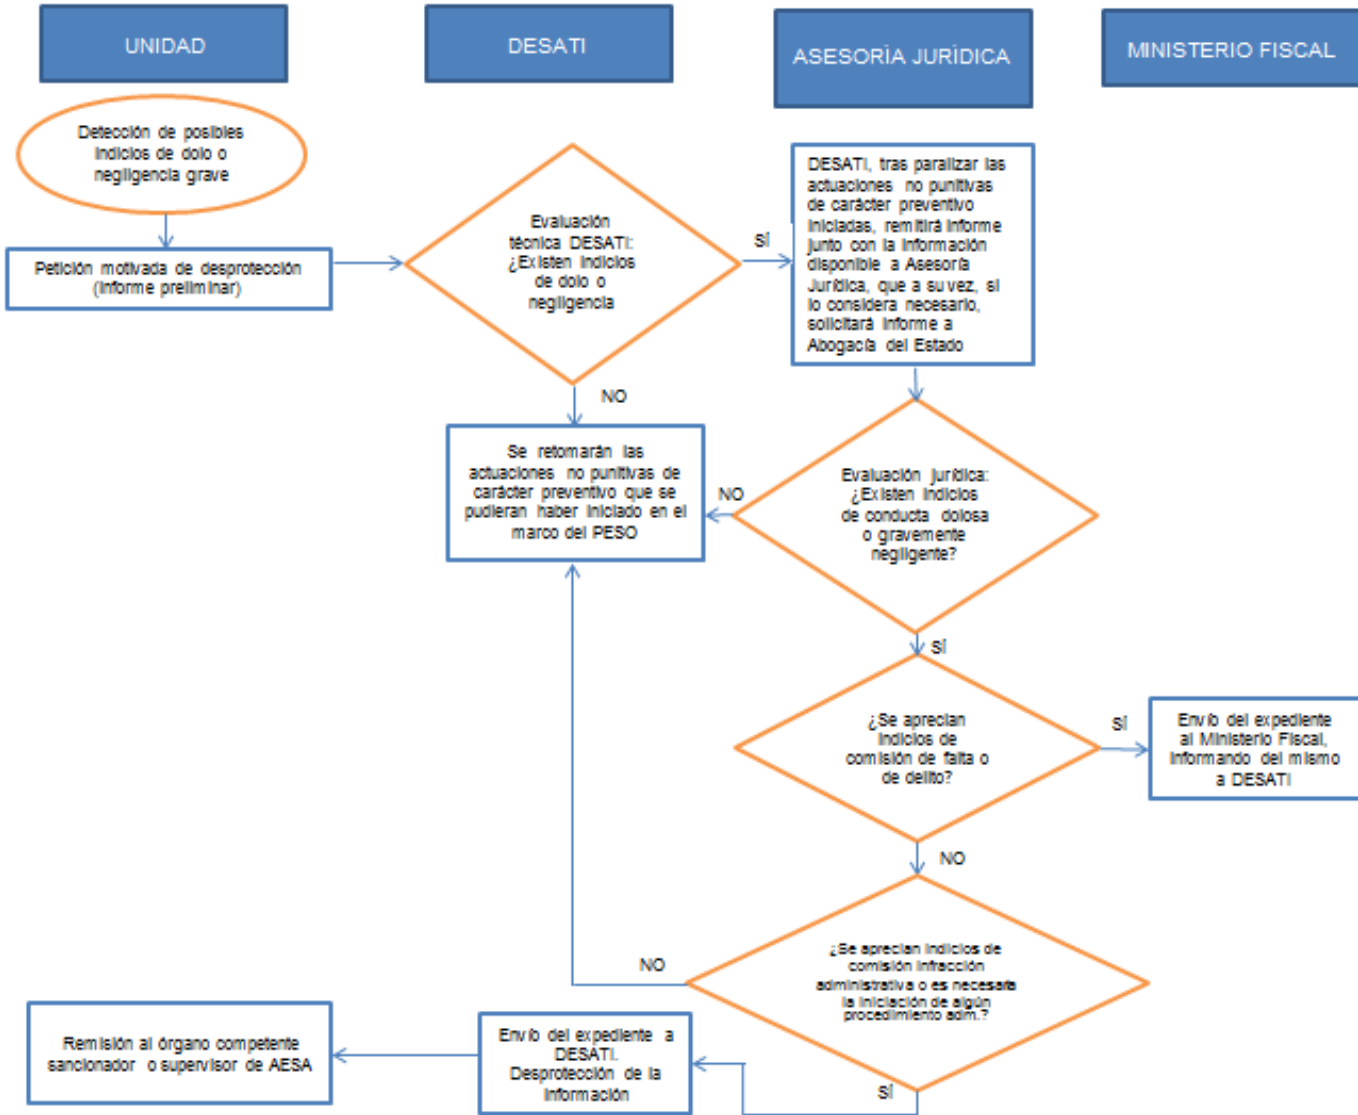 UNIDAD
DESATI
ASESORÍA JURÍDICA
MINISTERIO FISCAL
Detección de posibles
indicios de dolo o
negligencia grave
Petición motivada de desprotección
(informe preliminar)
Evaluación
técnica DESATI:
¿Existen indicios
de dolo o
negligencia
SÍ
DESATI, tras paralizar las
actuaciones no punitivas
de carácter preventivo
iniciadas, remitirá informe
junto con la información
disponible a Asesoría
Jurídica, que a su vez, si
lo considera necesario,
solicitará informe a
Abogacía del Estado
NO
Se retomarán las
actuaciones no punitivas de
carácter preventivo que se
pudieran haber iniciado en el
marco del PESO
NO
Evaluación jurídica:
¿Existen indicios
de conducta dolosa
o gravemente
negligente?
SÍ
¿Se aprecian
indicios de
comisión de falta o
de delito?
SÍ
Envío del expediente
al Ministerio Fiscal,
informando del mismo
a DESATI
NO
¿Se aprecian indicios de
comisión infracción
administrativa o es necesaria
la iniciación de algún
procedimiento adm.?
NO
SÍ
Envío del expediente a
DESATI.
Desprotección de la
información
Remisión al órgano competente
sancionador o supervisor de AESA